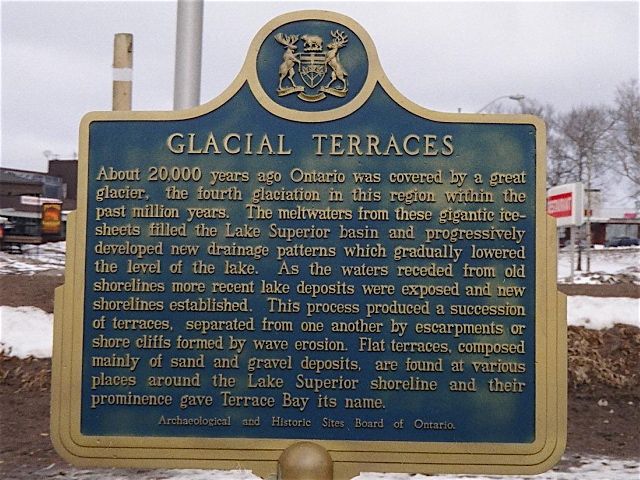 GLACIAL TERRACES
About 20,000 years ago Ontario was covered by a great
glacier, the fourth glaciation in this region within the
past million years. The meltwaters from these gigantic ice-
sheets filled the Lake Superior basin and progressively
developed new drainage patterns which gradually lowered
the level of the lake. As the waters receded from old
shorelines more recent lake deposits were exposed and new
shorelines established. This process produced a succession
of terraces, separated from one another by escarpments or
shore cliffs formed by wave erosion. Flat terraces, composed
mainly of sand and gravel deposits, are found at various
places around the Lake Superior shoreline and their
prominence gave Terrace Bay its name.
Archaeological and Historic Sites Board of Ontario.